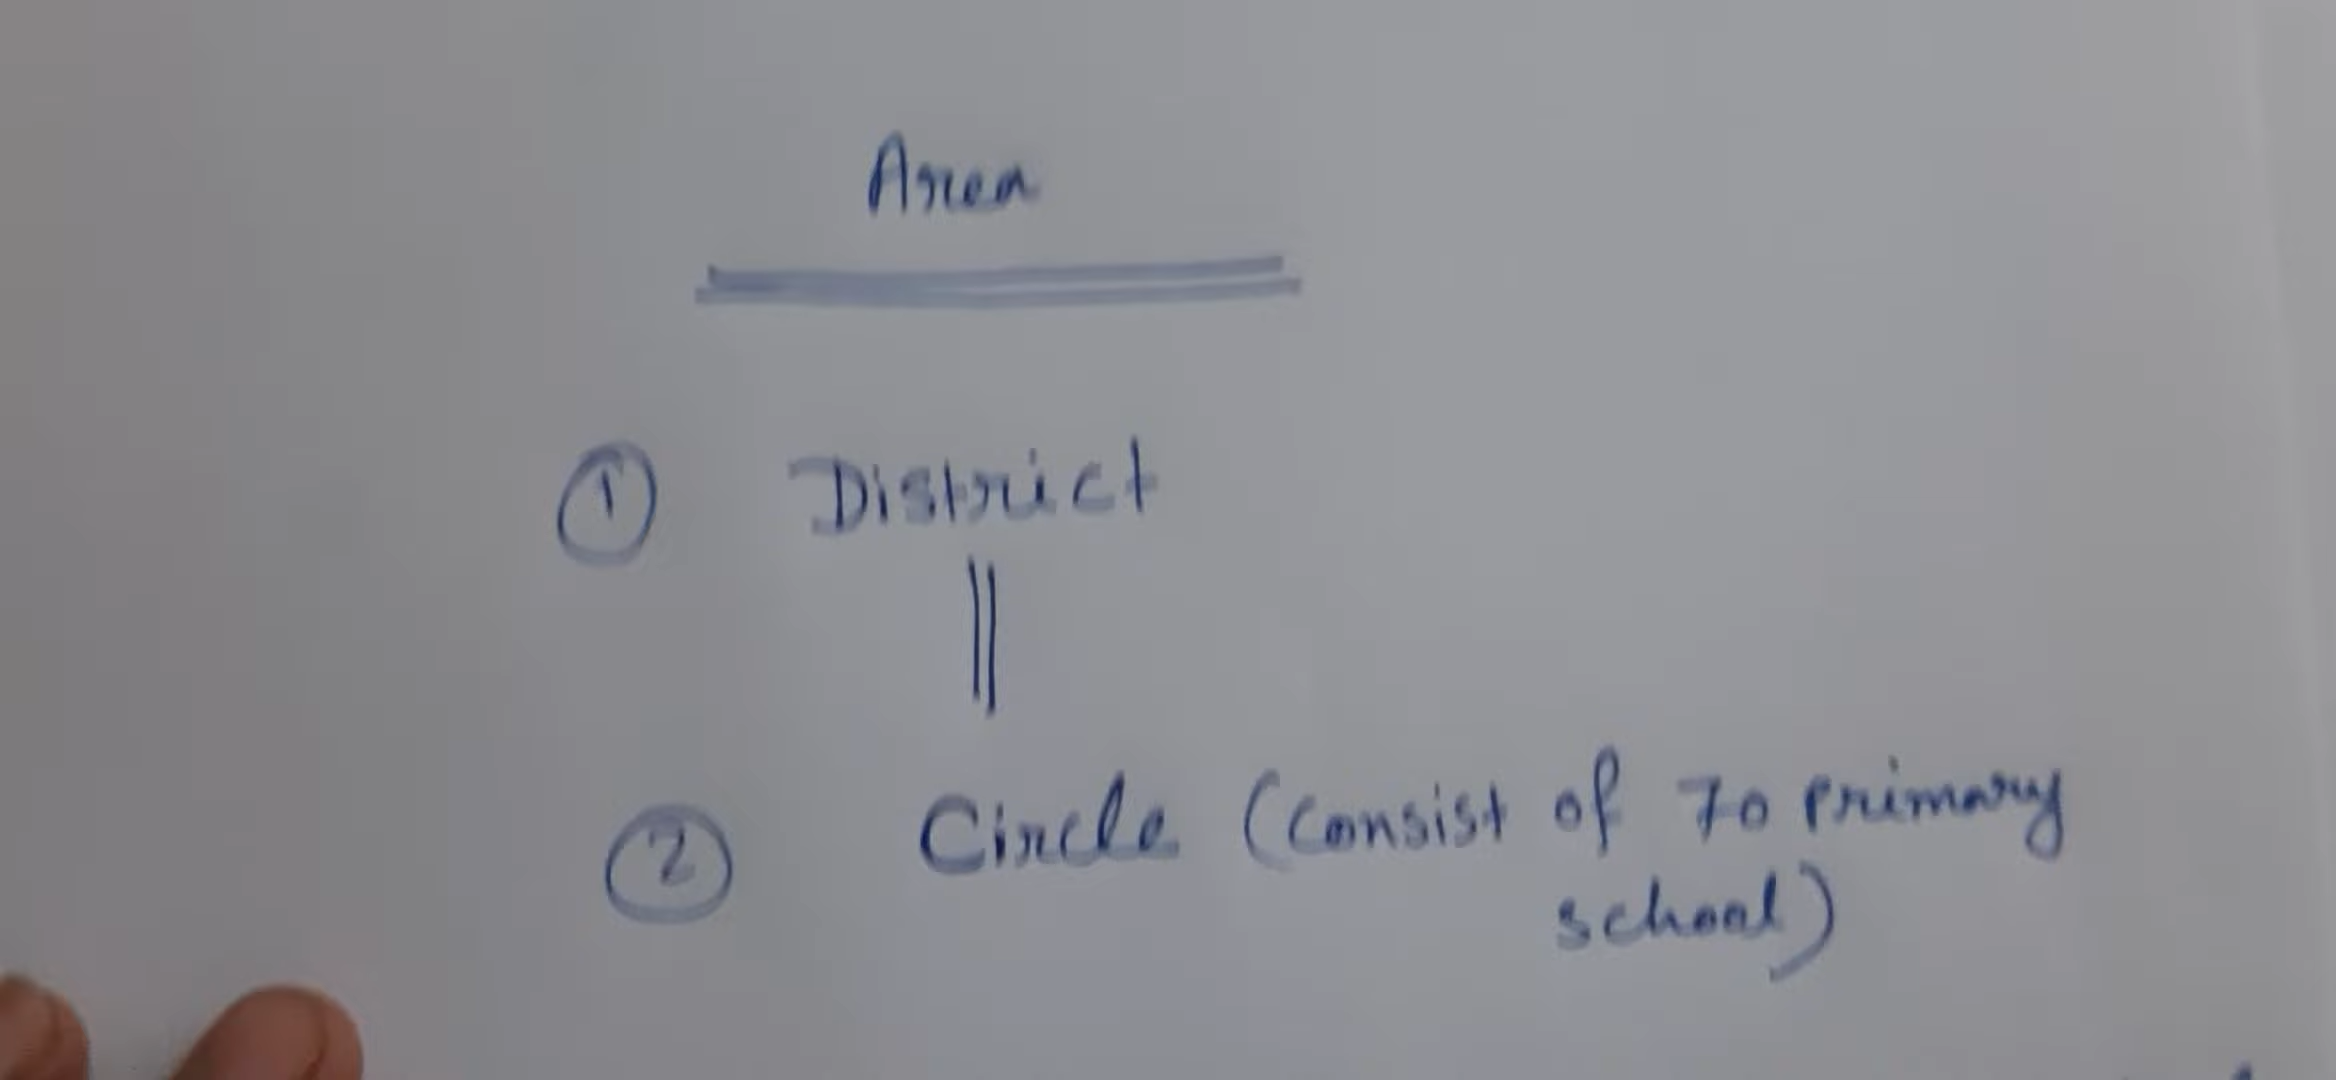 Area
① District
② Circle (consist of 70 primary
school)